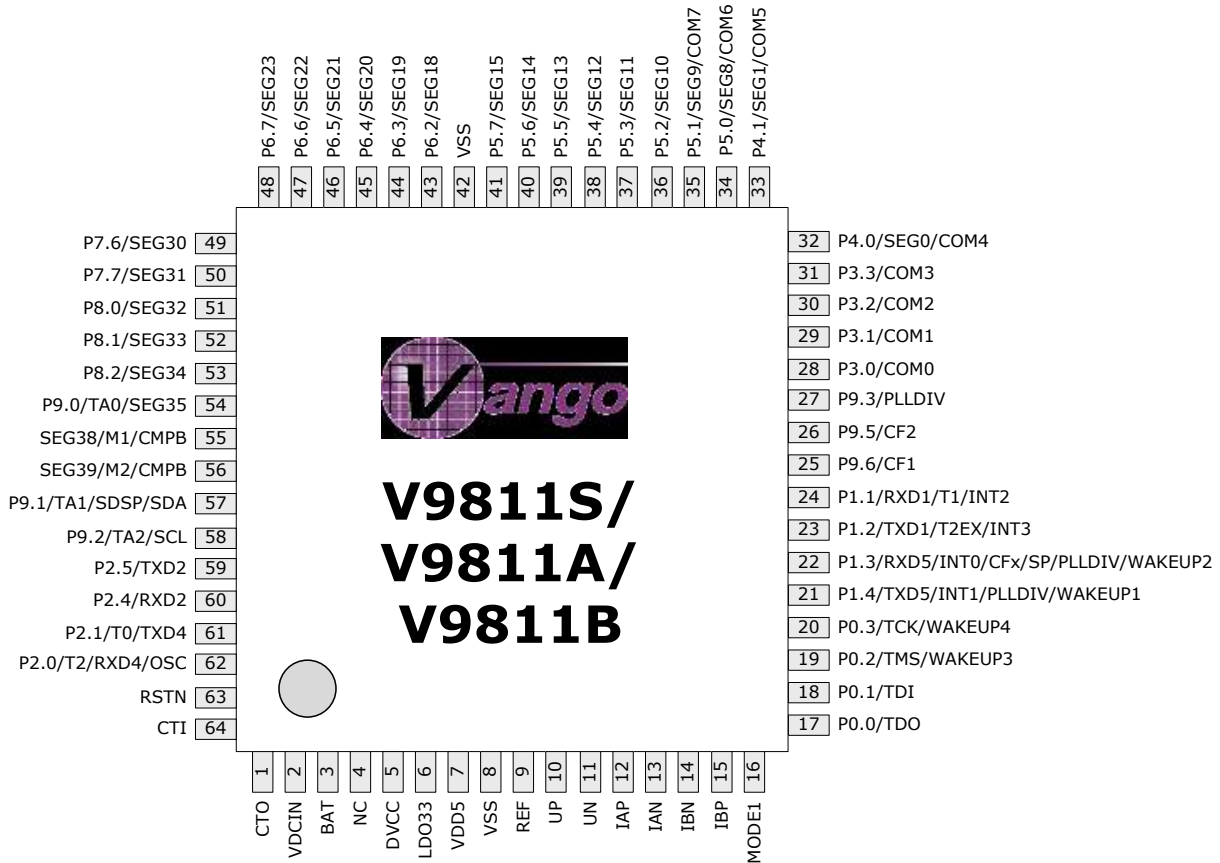 P6.7/SEG23
P6.6/SEG22
P6.5/SEG21
P6.4/SEG20
P6.3/SEG19
P6.2/SEG18
VSS
P5.7/SEG15
P5.6/SEG14
P5.5/SEG13
P5.4/SEG12
P5.3/SEG11
P5.2/SEG10
P5.1/SEG9/COM7
P5.0/SEG8/COM6
P4.1/SEG1/COM5
48
47
46
45
44
43
42
41
40
39
38
37
36
35
34
33
P7.6/SEG30 49
P7.7/SEG31 50
P8.0/SEG32 51
P8.1/SEG33 52
P8.2/SEG34 53
P9.0/TA0/SEG35 54
SEG38/M1/CMPB 55
SEG39/M2/CMPB 56
P9.1/TA1/SDSP/SDA 57
P9.2/TA2/SCL 58
P2.5/TXD2 59
P2.4/RXD2 60
P2.1/T0/TXD4 61
P2.0/T2/RXD4/OSC 62
RSTN 63
CTI 64
Vango
V9811S/
V9811A/
V9811B
32 P4.0/SEG0/COM4
31 P3.3/COM3
30 P3.2/COM2
29 P3.1/COM1
28 P3.0/COM0
27 P9.3/PLLDIV
26 P9.5/CF2
25 P9.6/CF1
24 P1.1/RXD1/T1/INT2
23 P1.2/TXD1/T2EX/INT3
22 P1.3/RXD5/INT0/CFx/SP/PLLDIV/WAKEUP2
21 P1.4/TXD5/INT1/PLLDIV/WAKEUP1
20 P0.3/TCK/WAKEUP4
19 P0.2/TMS/WAKEUP3
18 P0.1/TDI
17 P0.0/TDO
1
2
3
4
5
6
7
8
9
10
11
12
13
14
15
16
CTO
VDCIN
BAT
NC
DVCC
LDO33
VDD5
VSS
REF
UP
UN
IAP
IAN
IBN
IBP
MODE1